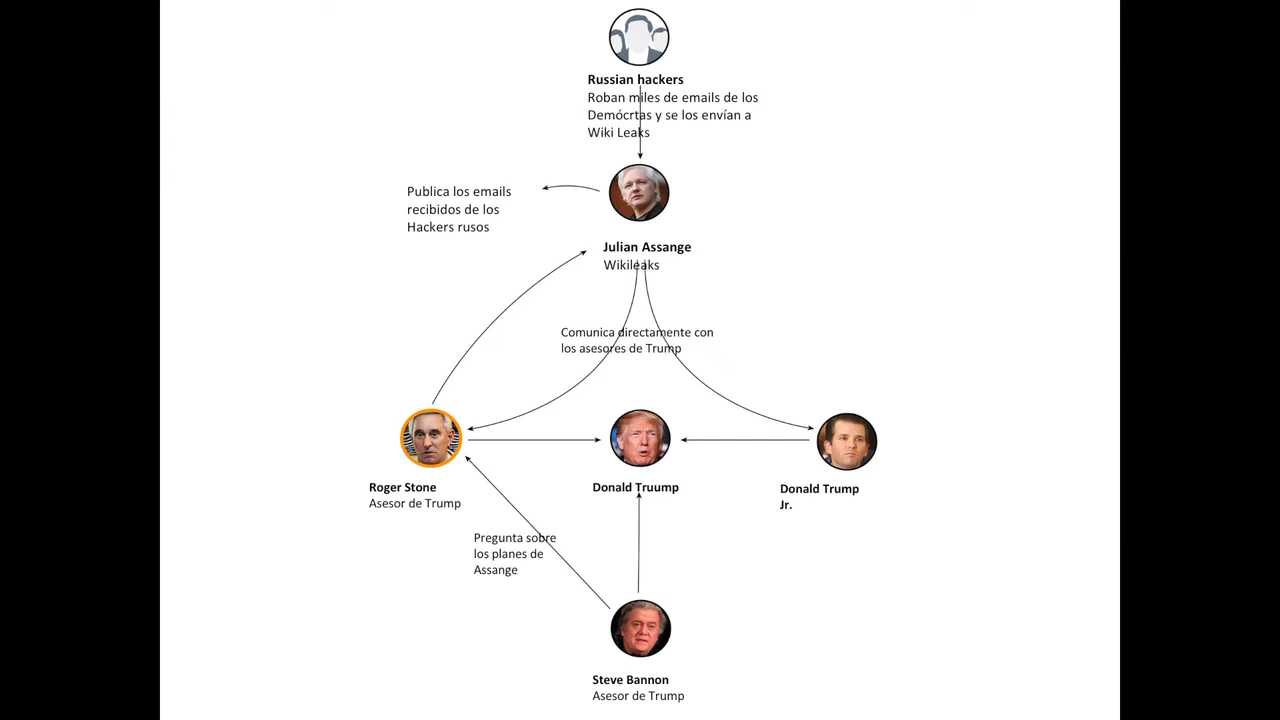 Russian hackers
Roban miles de emails de los
Demócrtas y se los envían a
Wiki Leaks
Publica los emails
recibidos de los
Hackers rusos
Julian Assange
Wikileaks
Comunica directamente con
los asesores de Trump
Roger Stone
Asesor de Trump
Donald Truump
Donald Trump
Jr.
Pregunta sobre
los planes de
Assange
Steve Bannon
Asesor de Trump